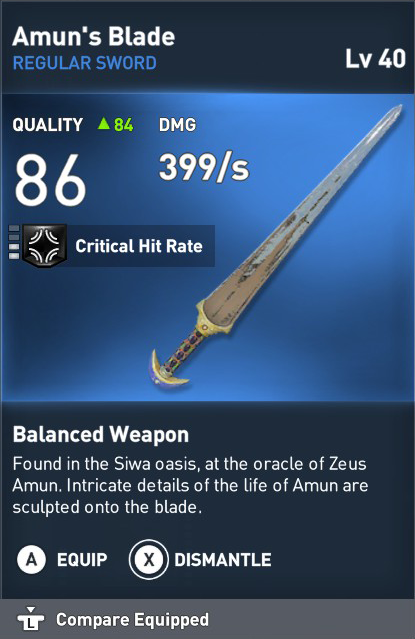 Amun's Blade
REGULAR SWORD
Lv 40
QUALITY ▲84 DMG
86 399/s
Critical Hit Rate
Balanced Weapon
Found in the Siwa oasis, at the oracle of Zeus
Amun. Intricate details of the life of Amun are
sculpted onto the blade.
A EQUIP X DISMANTLE
L Compare Equipped